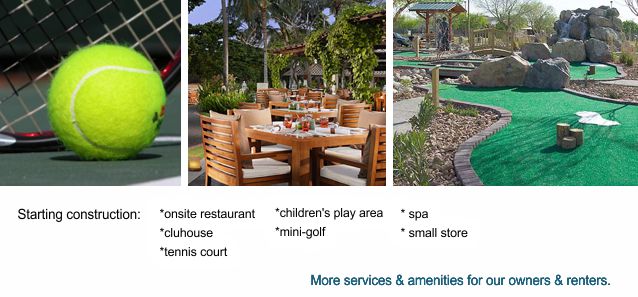 Starting construction:
*onsite restaurant
*cluhouse
*tennis court
*children's play area
*mini-golf
* spa
* small store
More services & amenities for our owners & renters.